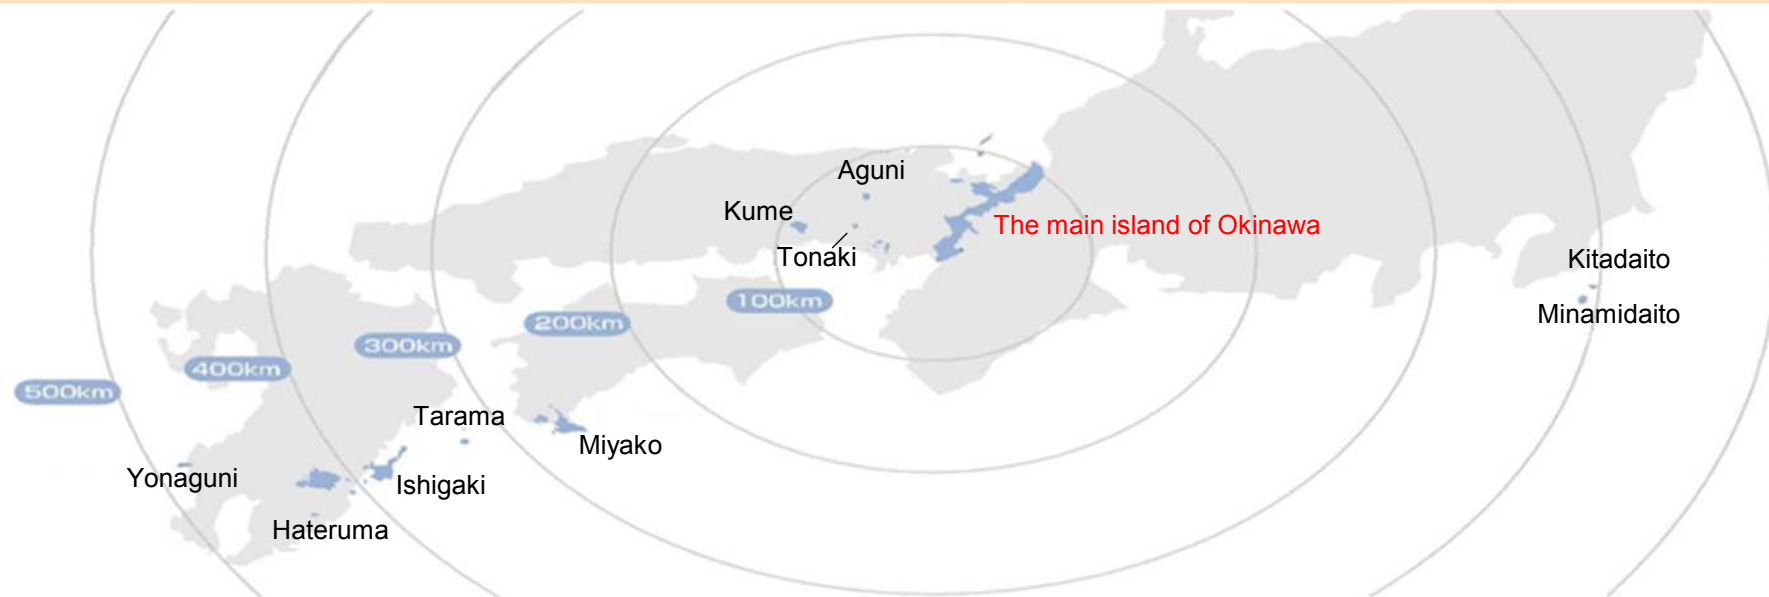 Aguni
Kume
The main island of Okinawa
Tonaki
Kitadaito
100km
Minamidaito
200km
300km
400km
500km
Tarama
Miyako
Yonaguni
Ishigaki
Hateruma